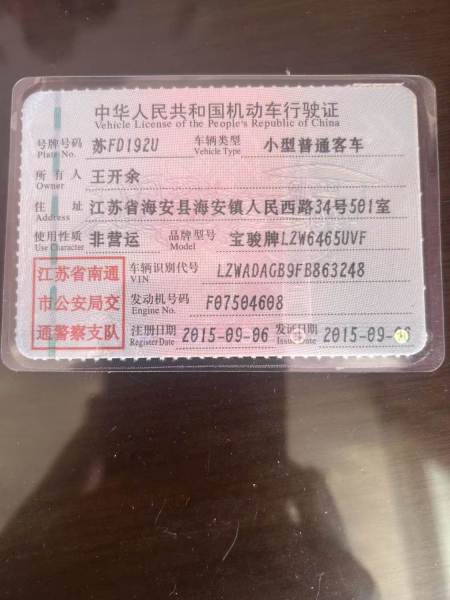 中华人民共和国机动车行驶证
Vehicle License of the People's Republic of China
号牌号码 苏FD192U 车辆类型 小型普通客车
Plate No. Vehicle Type
所有人 王开余
Owner
住址 江苏省海安县海安镇人民西路34号501室
Address
使用性质 非营运 品牌型号 宝骏牌LZW6465UVF
Use Character Model
江苏省南通
市公安局交
通警察支队
车辆识别代号 LZWADAGB9FB863248
VIN
发动机号码 F07504608
Engine No.
注册日期 2015-09-06 发证日期 2015-09-06
Register Date Issue Date